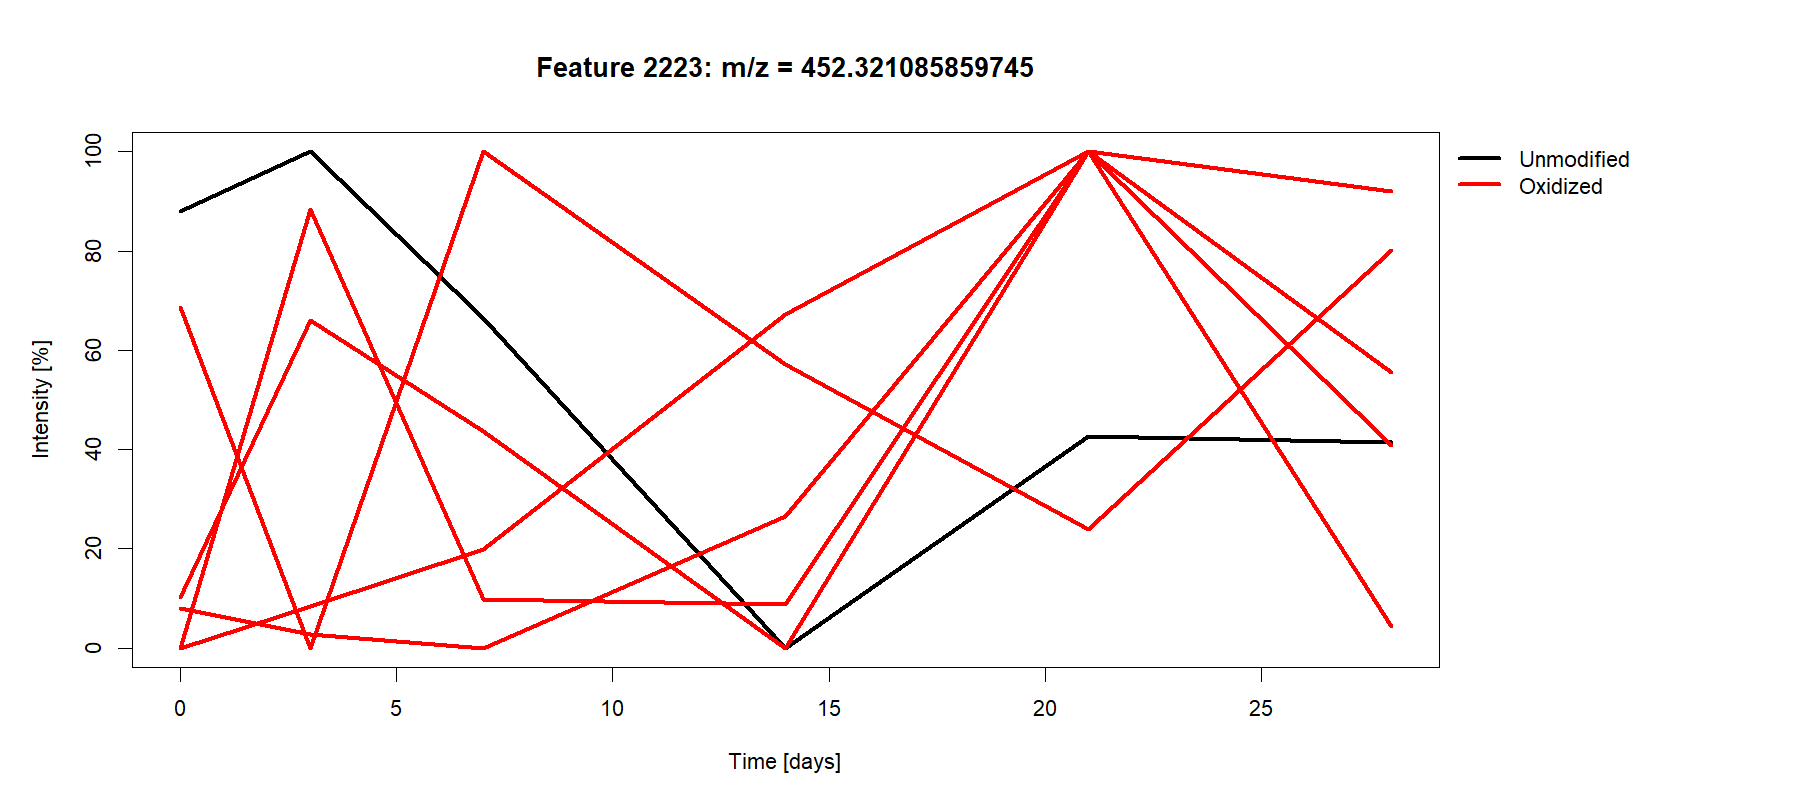 Feature 2223: m/z = 452.321085859745
Unmodified
Oxidized
Intensity [%]
100
80
60
40
20
0
0 5 10 15 20 25
Time [days]